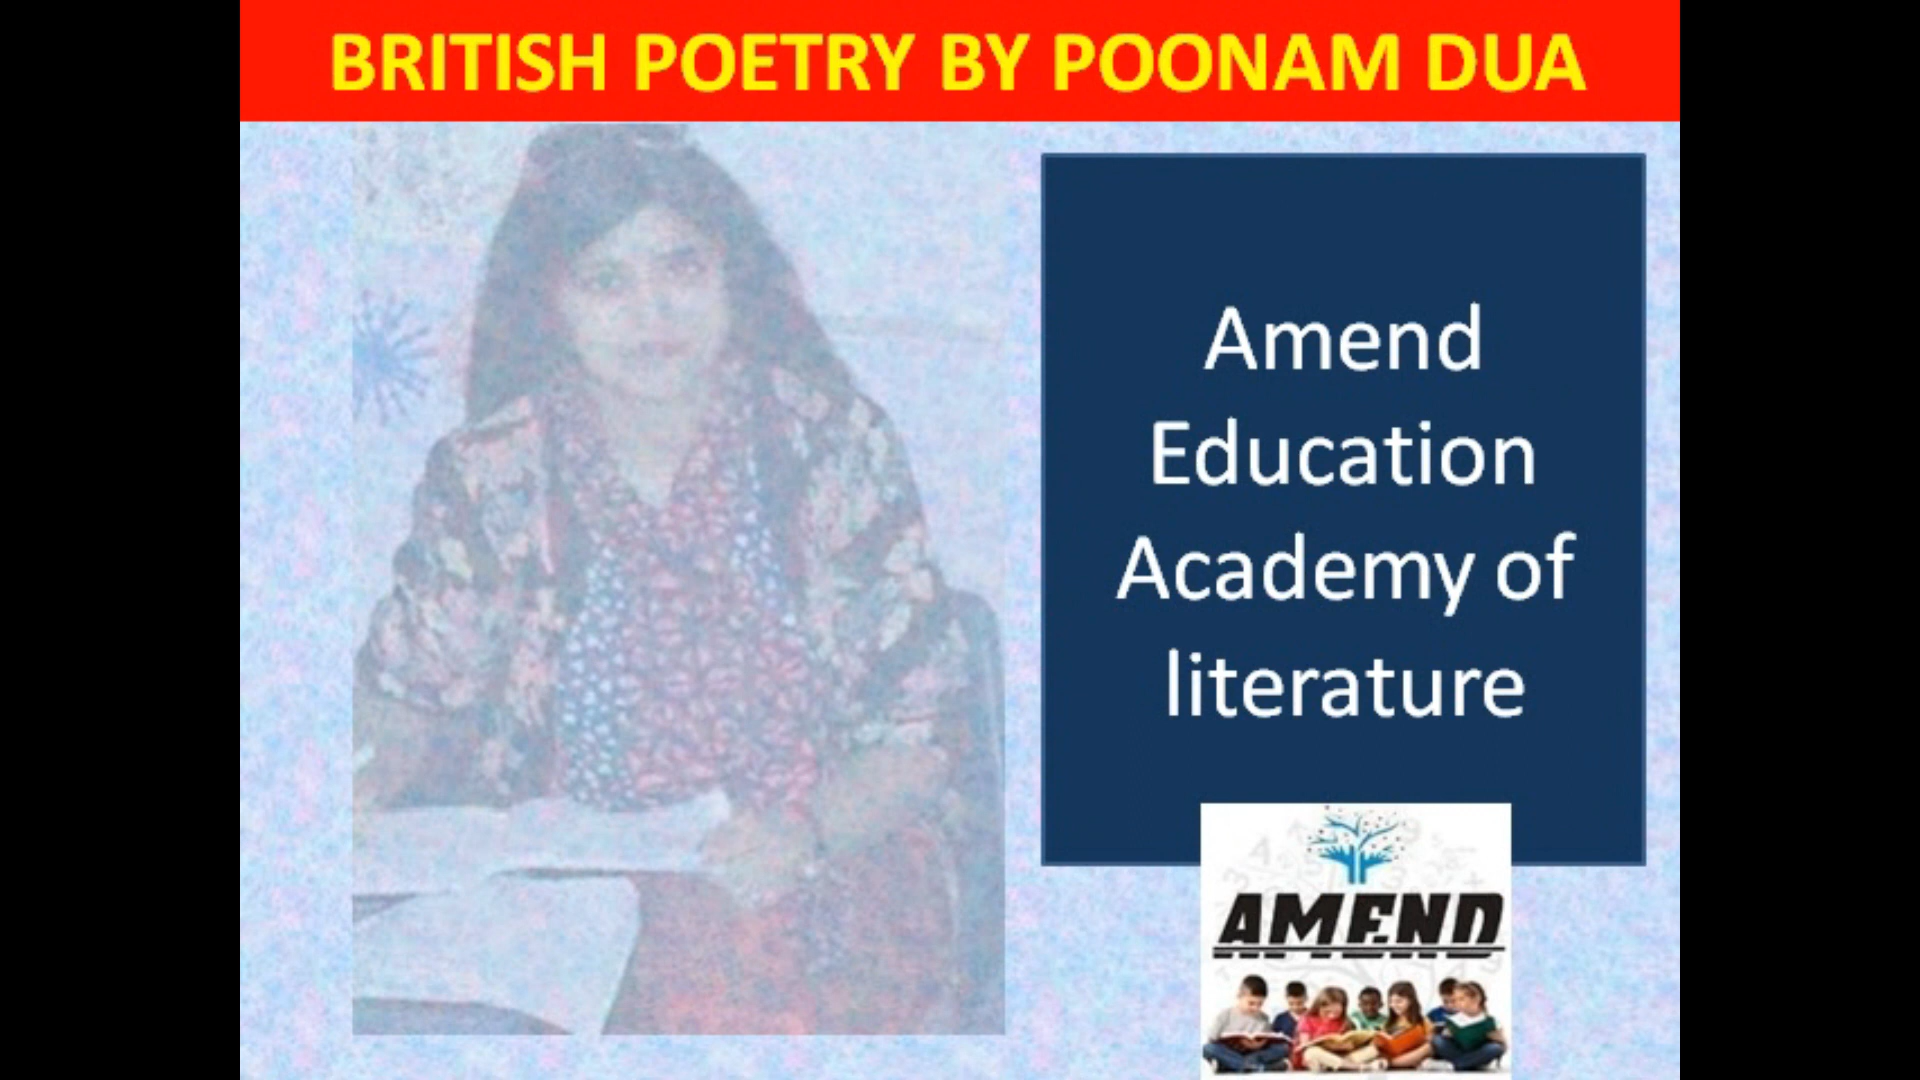 BRITISH POETRY BY POONAM DUA
Amend
Education
Academy of
literature
AMEND